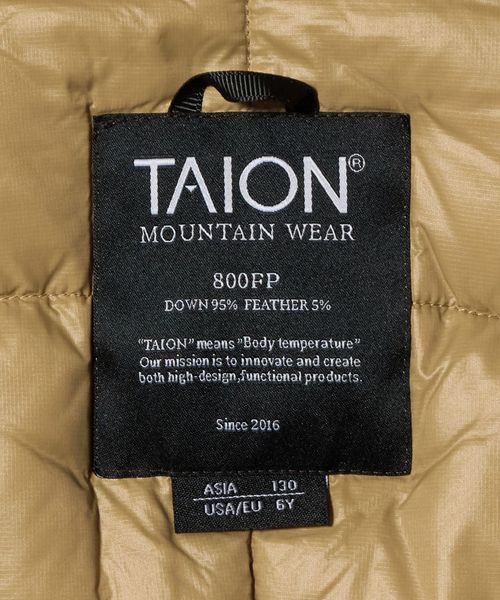 TAION®
MOUNTAIN WEAR
800FP
DOWN 95% FEATHER 5%
"TAION" means "Body temperature"
Our mission is to innovate and create
both high-design,functional products.
Since 2016
ASIA 130
USA/EU 6Y